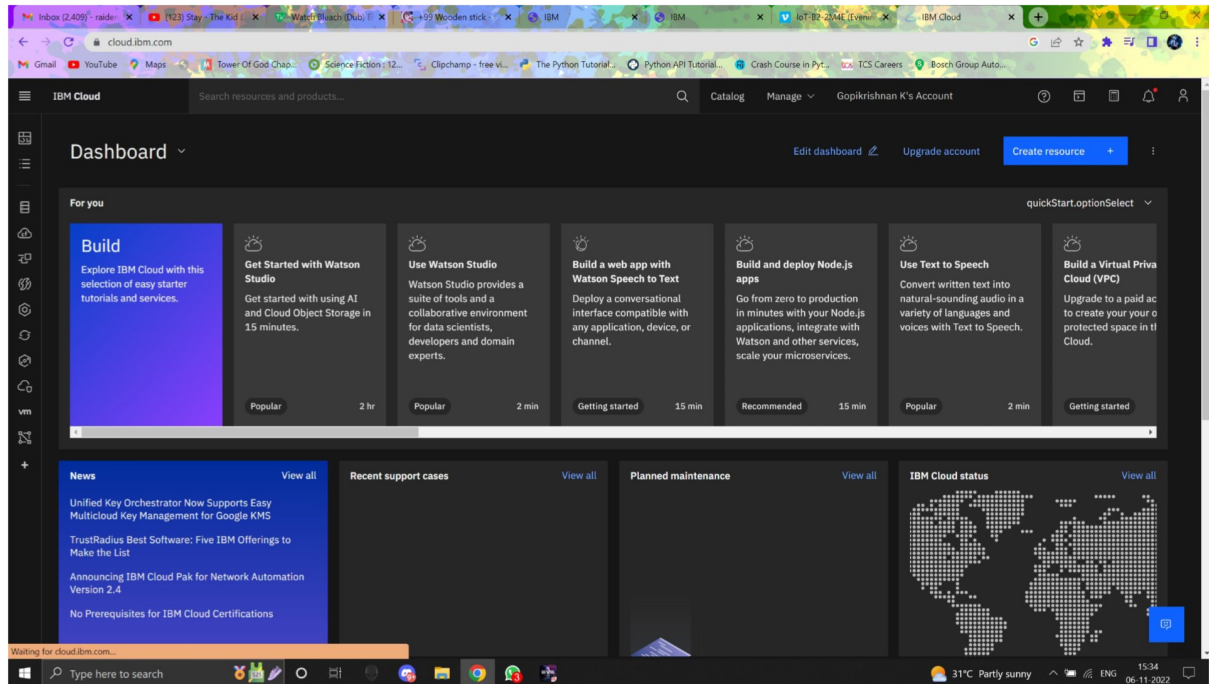 Inbox (2,409) - raider
(123) Stay - The Kid L
Watch Bleach (Dub) E
+99 Wooden stick -
IBM
IBM
IoT-B2-2M4E (Evenin
IBM Cloud
cloud.ibm.com
Gmail
YouTube
Maps
Tower Of God Chap...
Science Fiction : 12...
Clipchamp - free vi...
The Python Tutorial...
Python API Tutorial...
Crash Course in Pyt...
TCS Careers
Bosch Group Auto...
IBM Cloud
Search resources and products...
Catalog
Manage
Gopikrishnan K's Account
Dashboard
Edit dashboard
Upgrade account
Create resource +
For you
quickStart.optionSelect
Build
Explore IBM Cloud with this
selection of easy starter
tutorials and services.
Get Started with Watson
Studio
Get started with using AI
and Cloud Object Storage in
15 minutes.
Popular
2 hr
Use Watson Studio
Watson Studio provides a
suite of tools and a
collaborative environment
for data scientists,
developers and domain
experts.
Popular
2 min
Build a web app with
Watson Speech to Text
Deploy a conversational
interface compatible with
any application, device, or
channel.
Getting started
15 min
Build and deploy Node.js
apps
Go from zero to production
in minutes with your Node.js
applications, integrate with
Watson and other services,
scale your microservices.
Recommended
15 min
Use Text to Speech
Convert written text into
natural-sounding audio in a
variety of languages and
voices with Text to Speech.
Popular
2 min
Build a Virtual Priva
Cloud (VPC)
Upgrade to a paid ac
to create your your o
protected space in th
Cloud.
Getting started
vm
News
View all
Unified Key Orchestrator Now Supports Easy
Multicloud Key Management for Google KMS
TrustRadius Best Software: Five IBM Offerings to
Make the List
Announcing IBM Cloud Pak for Network Automation
Version 2.4
No Prerequisites for IBM Cloud Certifications
Recent support cases
View all
Planned maintenance
View all
IBM Cloud status
View all
Waiting for cloud.ibm.com...
Type here to search
31°C Partly sunny
ENG
15:34
06-11-2022